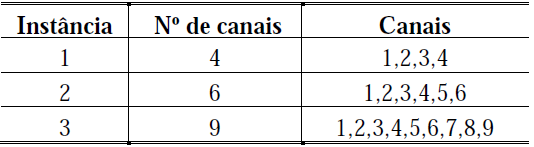 Instância Nº de canais Canais
1 4 1,2,3,4
2 6 1,2,3,4,5,6
3 9 1,2,3,4,5,6,7,8,9